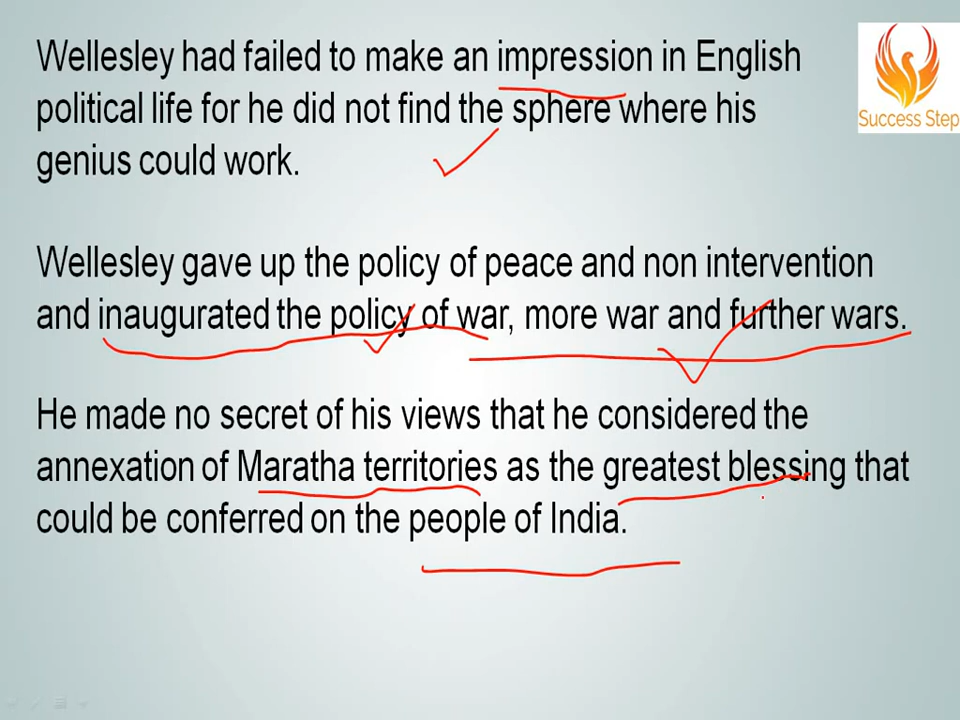 Wellesley had failed to make an impression in English
political life for he did not find the sphere where his
genius could work.
Success Step
Wellesley gave up the policy of peace and non intervention
and inaugurated the policy of war, more war and further wars.
He made no secret of his views that he considered the
annexation of Maratha territories as the greatest blessing that
could be conferred on the people of India.